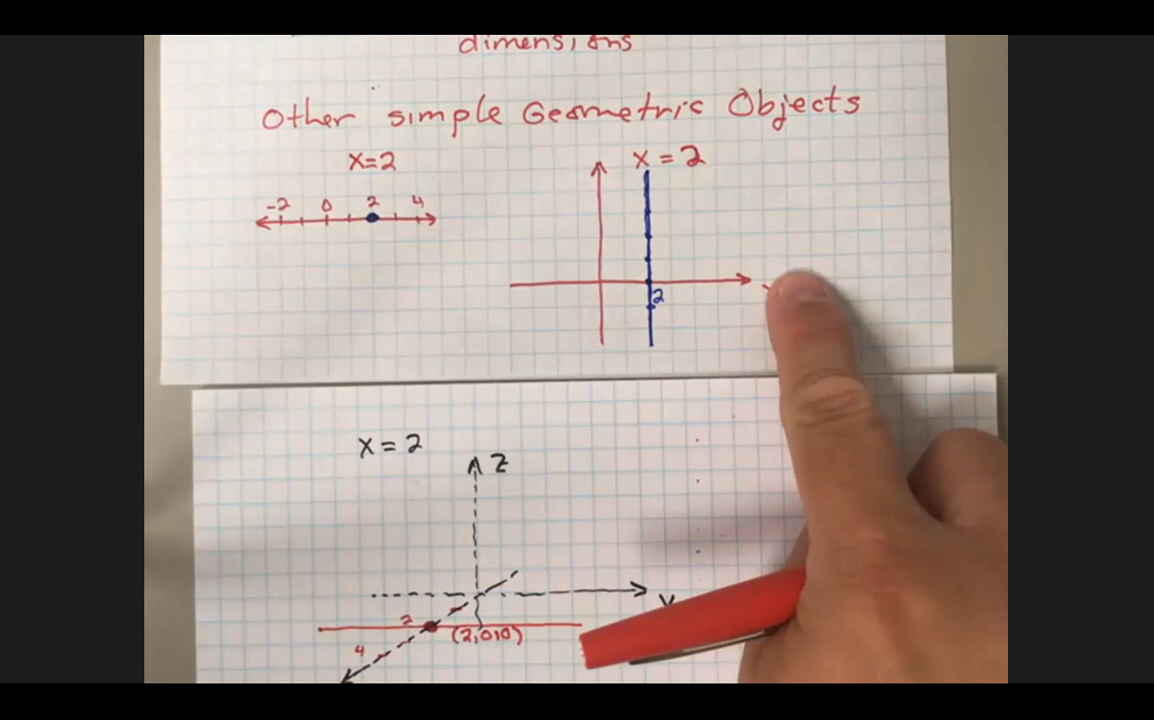 dimensions
Other simple Geometric Objects
X=2
X = 2
-2 0 2 4
2
X = 2
Z
y
2
(2,0,0)
4